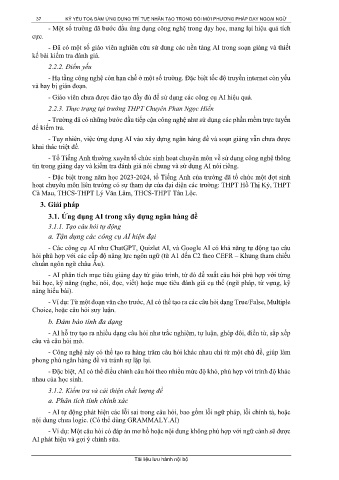 37 KỶ YẾU TỌA ĐÀM ỨNG DỤNG TRÍ TUỆ NHÂN TẠO TRONG ĐỔI MỚI PHƯƠNG PHÁP DẠY NGOẠI NGỮ
- Một số trường đã bước đầu ứng dụng công nghệ trong dạy học, mang lại hiệu quả tích
cực.
- Đã có một số giáo viên nghiên cứu sử dụng các nền tảng AI trong soạn giảng và thiết
kế bài kiểm tra đánh giá.
2.2.2. Điểm yếu
- Hạ tầng công nghệ còn hạn chế ở một số trường. Đặc biệt tốc độ truyền internet còn yếu
và hay bị gián đoạn.
- Giáo viên chưa được đào tạo đầy đủ để sử dụng các công cụ AI hiệu quả.
2.2.3. Thực trạng tại trường THPT Chuyên Phan Ngọc Hiển
- Trường đã có những bước đầu tiếp cận công nghệ như sử dụng các phần mềm trực tuyến
để kiểm tra.
- Tuy nhiên, việc ứng dụng AI vào xây dựng ngân hàng đề và soạn giảng vẫn chưa được
khai thác triệt để.
- Tổ Tiếng Anh thường xuyên tổ chức sinh hoạt chuyên môn về sử dụng công nghệ thông
tin trong giảng dạy và kiểm tra đánh giá nói chung và sử dụng AI nói riêng.
- Đặc biệt trong năm học 2023-2024, tổ Tiếng Anh của trường đã tổ chức một đợt sinh
hoạt chuyên môn liên trường có sự tham dự của đại diện các trường: THPT Hồ Thị Kỷ, THPT
Cà Mau, THCS-THPT Lý Văn Lâm, THCS-THPT Tân Lộc.
3. Giải pháp
3.1. Ứng dụng AI trong xây dựng ngân hàng đề
3.1.1. Tạo câu hỏi tự động
a. Tận dụng các công cụ AI hiện đại
- Các công cụ AI như ChatGPT, Quizlet AI, và Google AI có khả năng tự động tạo câu
hỏi phù hợp với các cấp độ năng lực ngôn ngữ (từ A1 đến C2 theo CEFR – Khung tham chiếu
chuẩn ngôn ngữ châu Âu).
- AI phân tích mục tiêu giảng dạy từ giáo trình, từ đó đề xuất câu hỏi phù hợp với từng
bài học, kỹ năng (nghe, nói, đọc, viết) hoặc mục tiêu đánh giá cụ thể (ngữ pháp, từ vựng, kỹ
năng hiểu bài).
- Ví dụ: Từ một đoạn văn cho trước, AI có thể tạo ra các câu hỏi dạng True/False, Multiple
Choice, hoặc câu hỏi suy luận.
b. Đảm bảo tính đa dạng
- AI hỗ trợ tạo ra nhiều dạng câu hỏi như trắc nghiệm, tự luận, ghép đôi, điền từ, sắp xếp
câu và câu hỏi mở.
- Công nghệ này có thể tạo ra hàng trăm câu hỏi khác nhau chỉ từ một chủ đề, giúp làm
phong phú ngân hàng đề và tránh sự lặp lại.
- Đặc biệt, AI có thể điều chỉnh câu hỏi theo nhiều mức độ khó, phù hợp với trình độ khác
nhau của học sinh.
3.1.2. Kiểm tra và cải thiện chất lượng đề
a. Phân tích tính chính xác
- AI tự động phát hiện các lỗi sai trong câu hỏi, bao gồm lỗi ngữ pháp, lỗi chính tả, hoặc
nội dung chưa logic. (Có thể dùng GRAMMALY.AI)
- Ví dụ: Một câu hỏi có đáp án mơ hồ hoặc nội dung không phù hợp với ngữ cảnh sẽ được
AI phát hiện và gợi ý chỉnh sửa.
Tài liệu lưu hành nội bộ